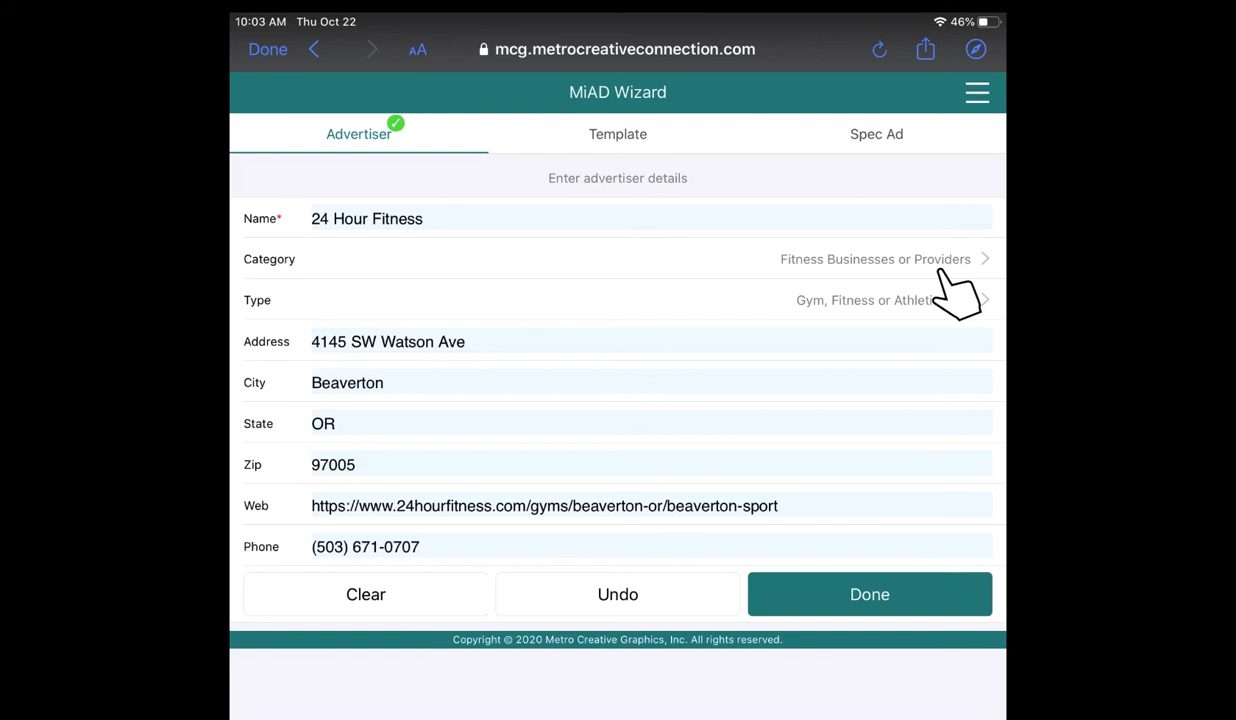 10:03 AM Thu Oct 22 46%
Done AA mcg.metrocreativeconnection.com
MiAD Wizard
Advertiser Template Spec Ad
Enter advertiser details
Name* 24 Hour Fitness
Category Fitness Businesses or Providers
Type Gym, Fitness or
Address 4145 SW Watson Ave
City Beaverton
State OR
Zip 97005
Web https://www.24hourfitness.com/gyms/beaverton-or/beaverton-sport
Phone (503) 671-0707
Clear Undo Done
Copyright © 2020 Metro Creative Graphics, Inc. All rights reserved.